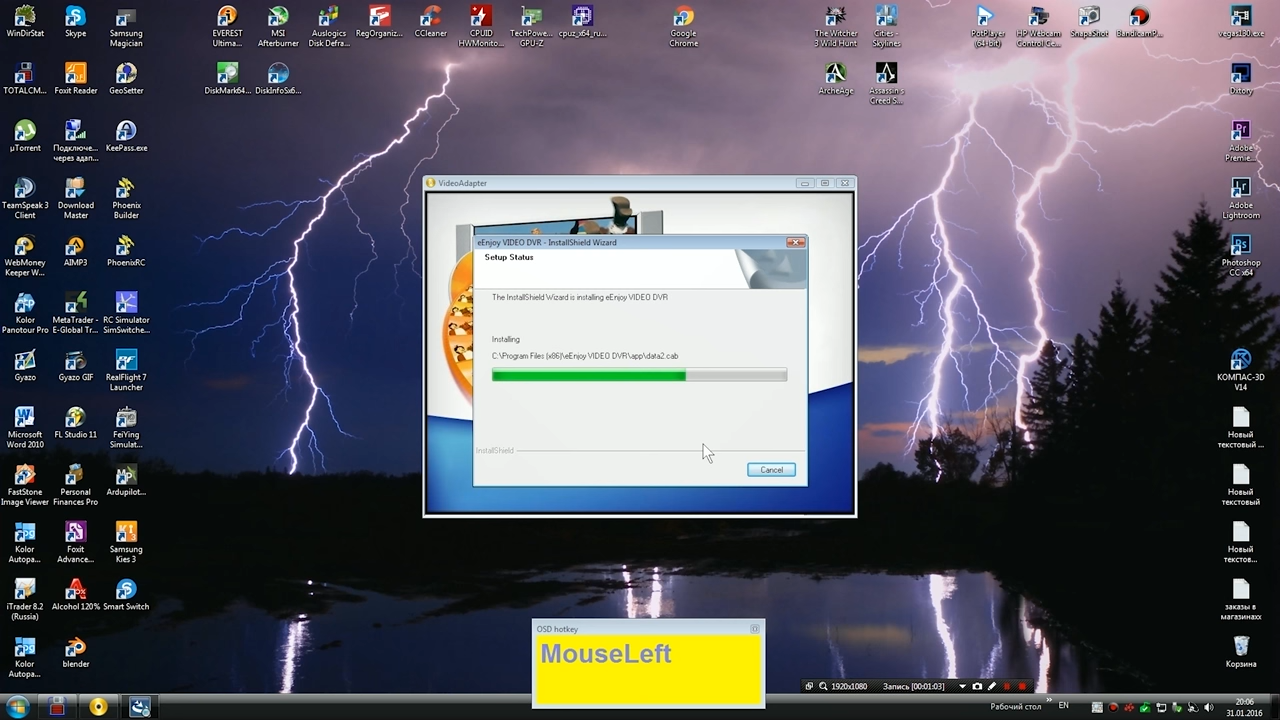 WinDirStat
Skype
Samsung
Magician
EVEREST
Ultima...
MSI
Afterburner
Auslogics
Disk Defra...
RegOrganiz...
CCleaner
CPUID
HWMonito...
TechPowe...
GPU-Z
cpuz_x64_ru...
Google
Chrome
The Witcher
3 Wild Hunt
Cities -
Skylines
PotPlayer
(64-bit)
HP Webcam
Control Ce...
SnapaShot
BandicamP...
vegas130.exe
TOTALCM...
Foxit Reader
GeoSetter
DiskMark64...
DiskInfoSx6...
ArcheAge
Assassin's
Creed S...
Dxtory
µTorrent
Подключе...
через адап...
KeePass.exe
Adobe
Premie...
TeamSpeak 3
Client
Download
Master
Phoenix
Builder
Adobe
Lightroom
WebMoney
Keeper W...
AIMP3
PhoenixRC
Photoshop
CC x64
Kolor
Panotour Pro
MetaTrader -
E-Global Tr...
RC Simulator
SimSwitche...
Gyazo
Gyazo GIF
RealFlight 7
Launcher
КОМПАС-3D
V14
Microsoft
Word 2010
FL Studio 11
FeiYing
Simulat...
Новый
текстовый ...
FastStone
Image Viewer
Personal
Finances Pro
Ardupilot...
Новый
текстовый
Kolor
Autopa...
Foxit
Advance...
Samsung
Kies 3
Новый
текстов...
iTrader 8.2
(Russia)
Alcohol 120%
Smart Switch
заказы в
магазинахх
Kolor
Autopa...
blender
Корзина
VideoAdapter
eEnjoy VIDEO DVR - InstallShield Wizard
Setup Status
The InstallShield Wizard is installing eEnjoy VIDEO DVR
Installing
C:\Program Files (x86)\eEnjoy VIDEO DVR\app\data2.cab
InstallShield
Cancel
OSD hotkey
MouseLeft
1920x1080
Запись [00:01:03]
Рабочий стол
»
EN
20:06
31.01.2016